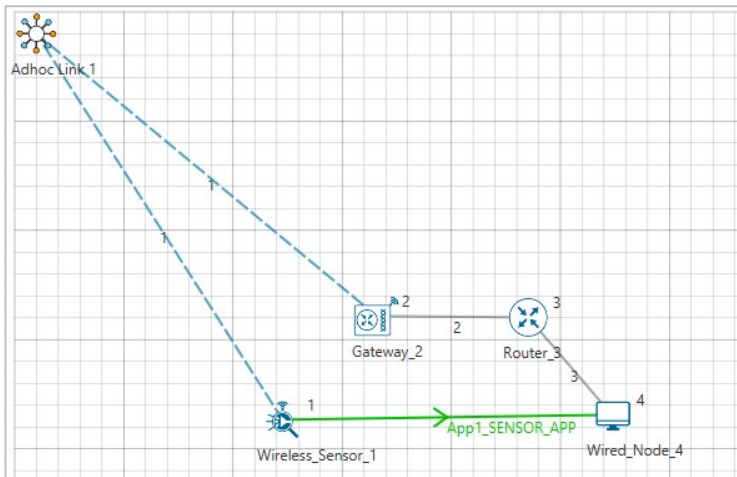 Adhoc Link 1
1
1
2
3
Gateway_2
2
Router_3
3
1
4
App1_SENSOR_APP
Wireless_Sensor_1
Wired_Node_4